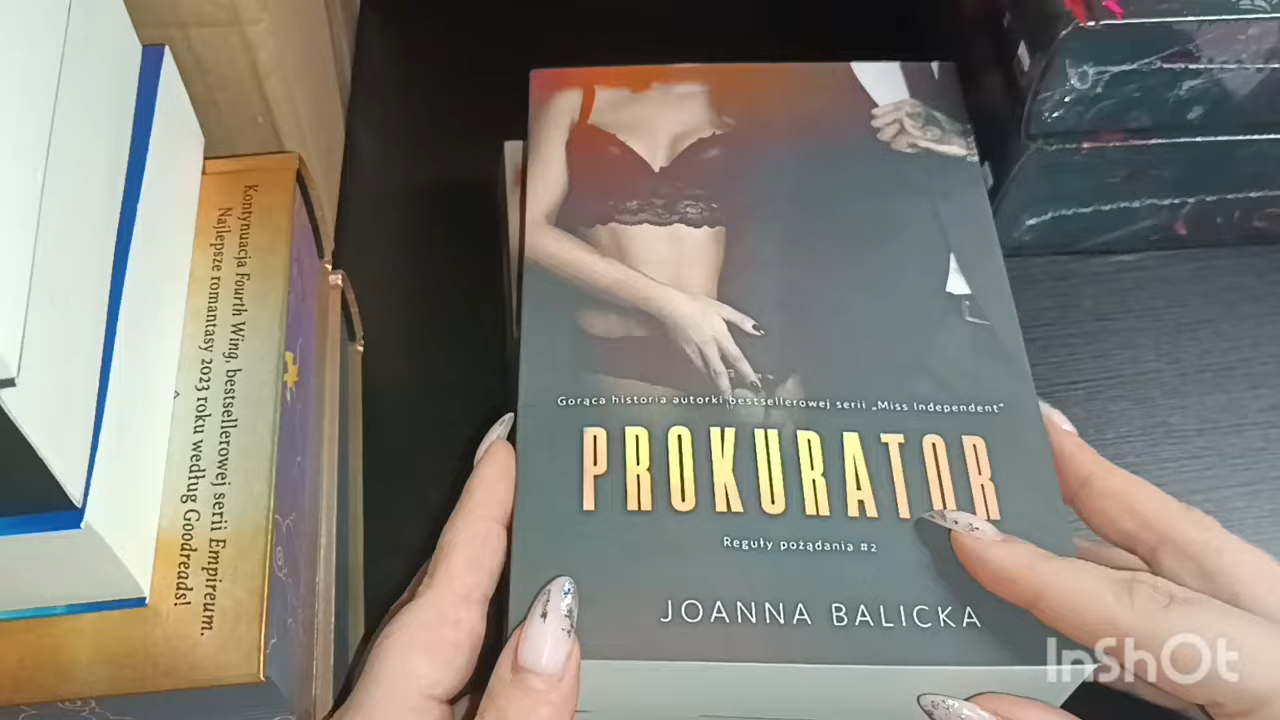 Kontynuacja Fourth Wing, bestsellerowej serii Empireum.
Najlepsze romantasy 2023 roku według Goodreads!
Gorąca historia autorki bestsellerowej serii „Miss Independent"
PROKURATOR
Reguły pożądania #2
JOANNA BALICKA
InShOt